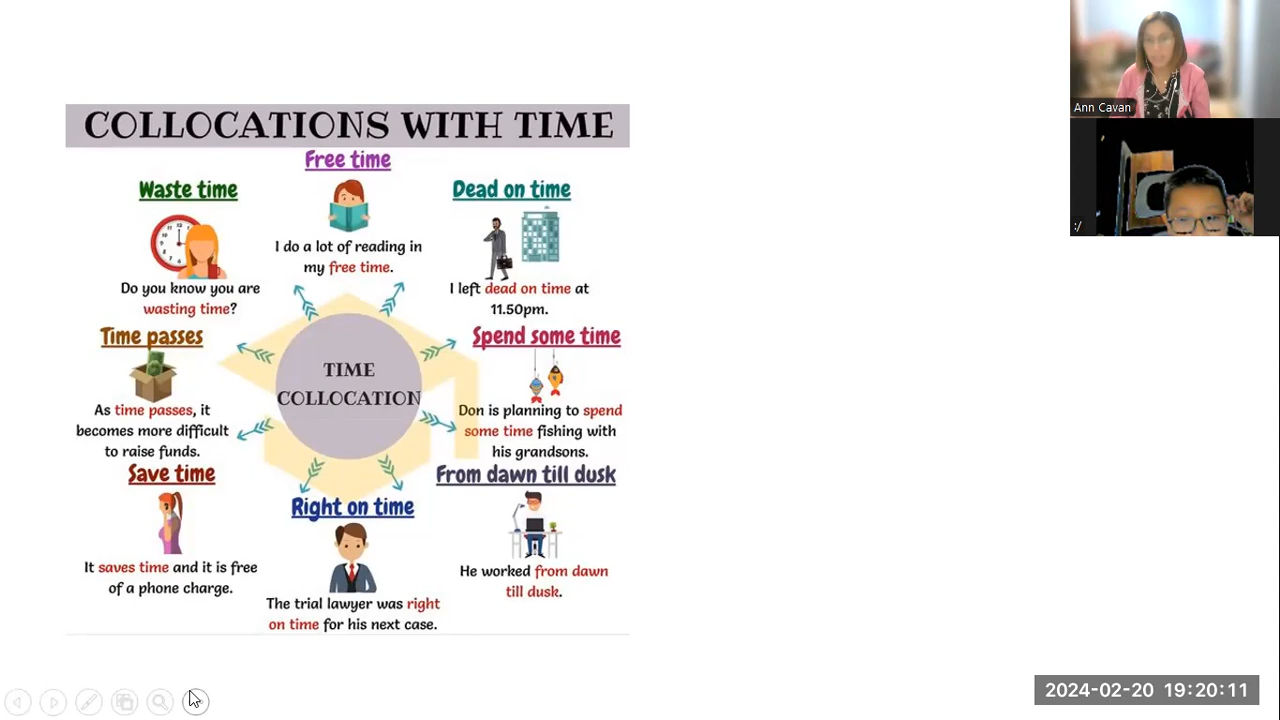 COLLOCATIONS WITH TIME
Free time
I do a lot of reading in
my free time.
Waste time
Do you know you are
wasting time?
Dead on time
I left dead on time at
11.50pm.
Time passes
As time passes, it
becomes more difficult
to raise funds.
TIME
COLLOCATION
Spend some time
Don is planning to spend
some time fishing with
his grandsons.
Save time
It saves time and it is free
of a phone charge.
Right on time
The trial lawyer was right
on time for his next case.
From dawn till dusk
He worked from dawn
till dusk.
Ann Cavan
:/
2024-02-20 19:20:11